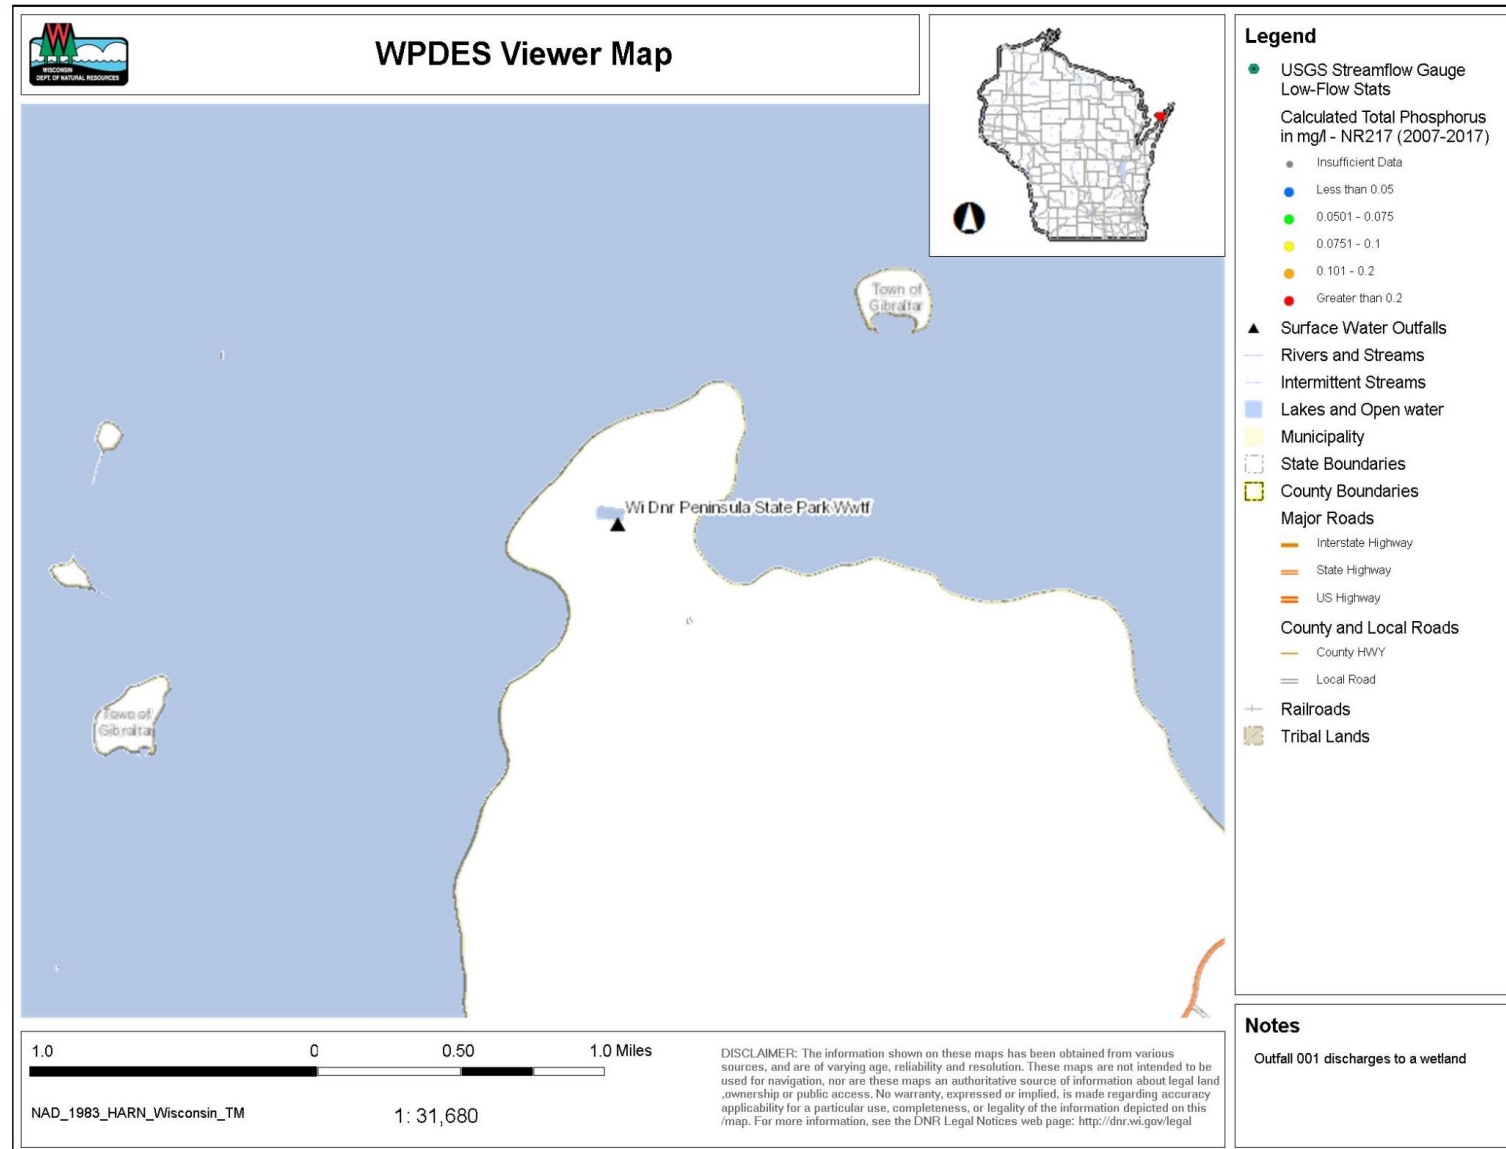 WISCONSIN
DEPT. OF NATURAL RESOURCES
WPDES Viewer Map
Town of
Gibraltar
Wi Dnr Peninsula State Park Wwtf
Town of
Gibraltar
Legend
USGS Streamflow Gauge
Low-Flow Stats
Calculated Total Phosphorus
in mg/l - NR217 (2007-2017)
Insufficient Data
Less than 0.05
0.0501 - 0.075
0.0751 - 0.1
0.101 - 0.2
Greater than 0.2
Surface Water Outfalls
Rivers and Streams
Intermittent Streams
Lakes and Open water
Municipality
State Boundaries
County Boundaries
Major Roads
Interstate Highway
State Highway
US Highway
County and Local Roads
County HWY
Local Road
Railroads
Tribal Lands
1.0 0 0.50 1.0 Miles
NAD_1983_HARN_Wisconsin_TM
1: 31,680
DISCLAIMER: The information shown on these maps has been obtained from various
sources, and are of varying age, reliability and resolution. These maps are not intended to be
used for navigation, nor are these maps an authoritative source of information about legal land
,ownership or public access. No warranty, expressed or implied, is made regarding accuracy
applicability for a particular use, completeness, or legality of the information depicted on this
/map. For more information, see the DNR Legal Notices web page: http://dnr.wi.gov/legal
Notes
Outfall 001 discharges to a wetland